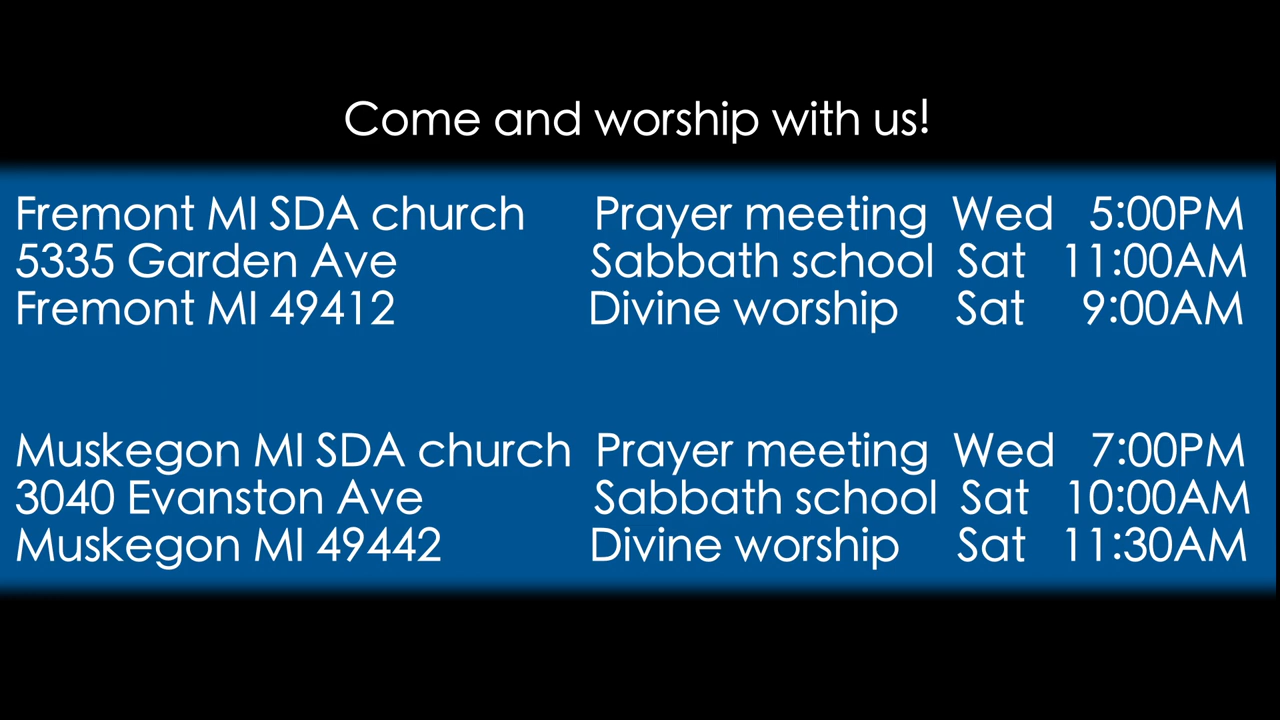 Come and worship with us!
Fremont MI SDA church Prayer meeting Wed 5:00PM
5335 Garden Ave Sabbath school Sat 11:00AM
Fremont MI 49412 Divine worship Sat 9:00AM
Muskegon MI SDA church Prayer meeting Wed 7:00PM
3040 Evanston Ave Sabbath school Sat 10:00AM
Muskegon MI 49442 Divine worship Sat 11:30AM